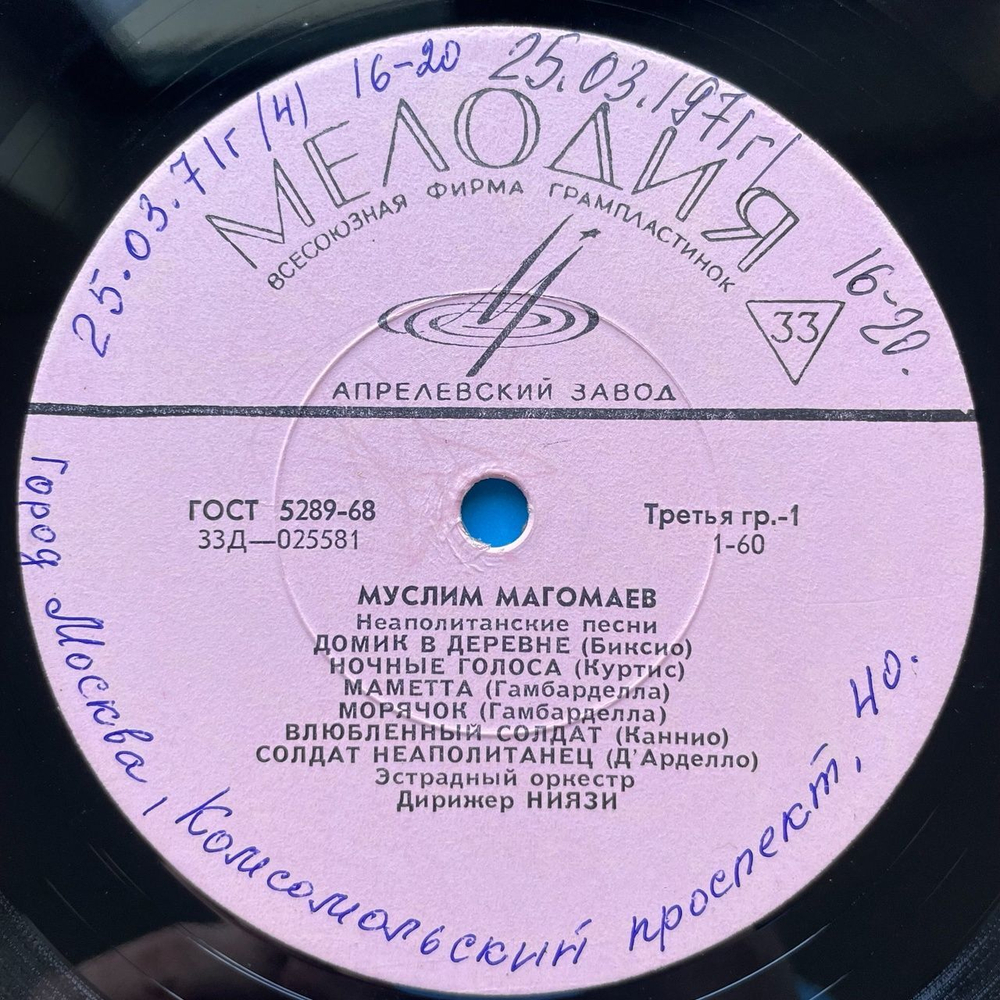 25.03.71г (4) 16-20
25.03.1971г
16-20.
МЕЛОДИЯ
ВСЕСОЮЗНАЯ ФИРМА ГРАМПЛАСТИНОК
33
АПРЕЛЕВСКИЙ ЗАВОД
ГОСТ 5289-68
33Д—025581
Третья гр.-1
1-60
МУСЛИМ МАГОМАЕВ
Неаполитанские песни
ДОМИК В ДЕРЕВНЕ (Биксио)
НОЧНЫЕ ГОЛОСА (Куртис)
МАМЕТТА (Гамбарделла)
МОРЯЧОК (Гамбарделла)
ВЛЮБЛЕННЫЙ СОЛДАТ (Каннио)
СОЛДАТ НЕАПОЛИТАНЕЦ (Д'Арделло)
Эстрадный оркестр
Дирижер НИЯЗИ
Город Москва, Комсомольский проспект, 40.